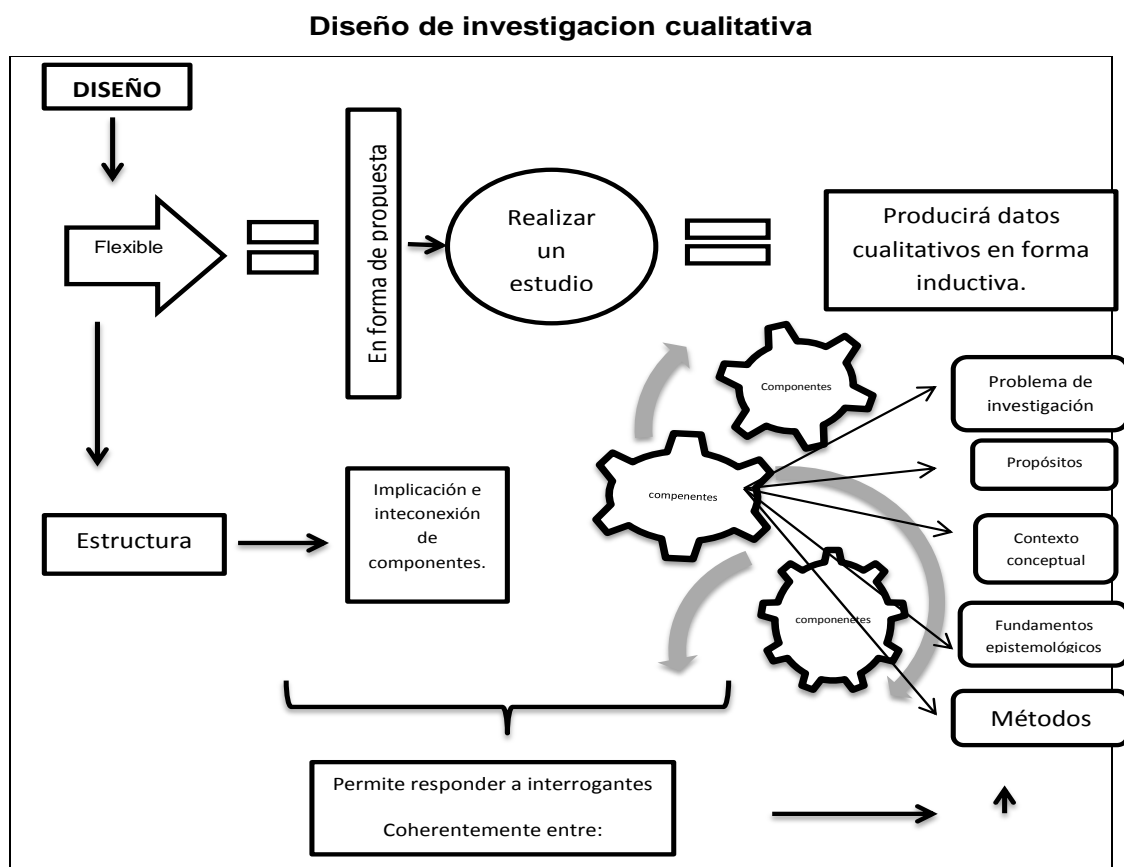 Diseño de investigacion cualitativa
DISEÑO
Flexible
En forma de propuesta
Realizar
un
estudio
Producirá datos
cualitativos en forma
inductiva.
Componentes
compenentes
componenetes
Problema de
investigación
Propósitos
Contexto
conceptual
Fundamentos
epistemológicos
Métodos
Estructura
Implicación e
inteconexión
de
componentes.
Permite responder a interrogantes
Coherentemente entre: